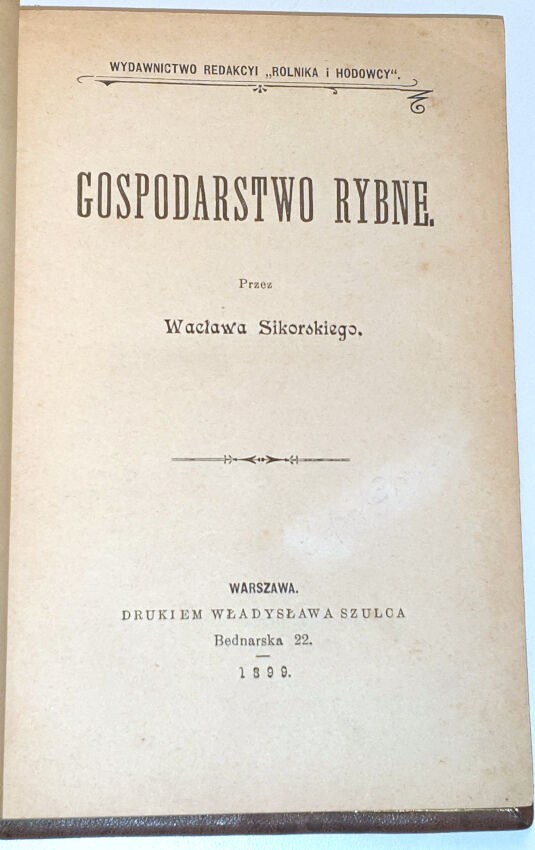 WYDAWNICTWO REDAKCYI „ROLNIKA i HODOWCY“.
GOSPODARSTWO RYBNE.
Przez
Wacława Sikorskiego.
WARSZAWA.
DRUKIEM WŁADYSŁAWA SZULCA
Bednarska 22.
1899.